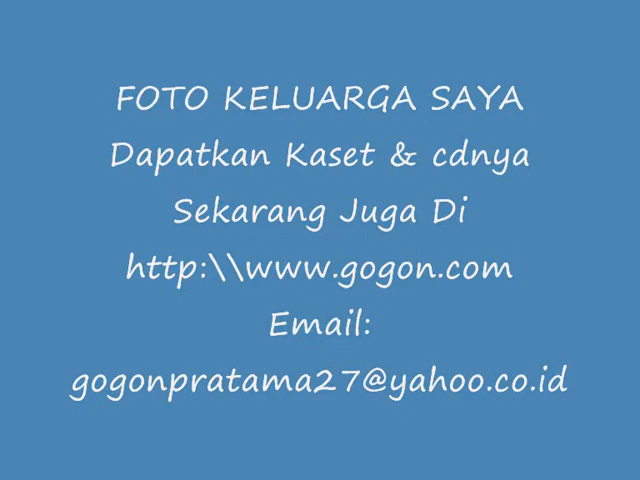 FOTO KELUARGA SAYA
Dapatkan Kaset & cdnya
Sekarang Juga Di
http:\\www.gogon.com
Email:
gogonpratama27@yahoo.co.id